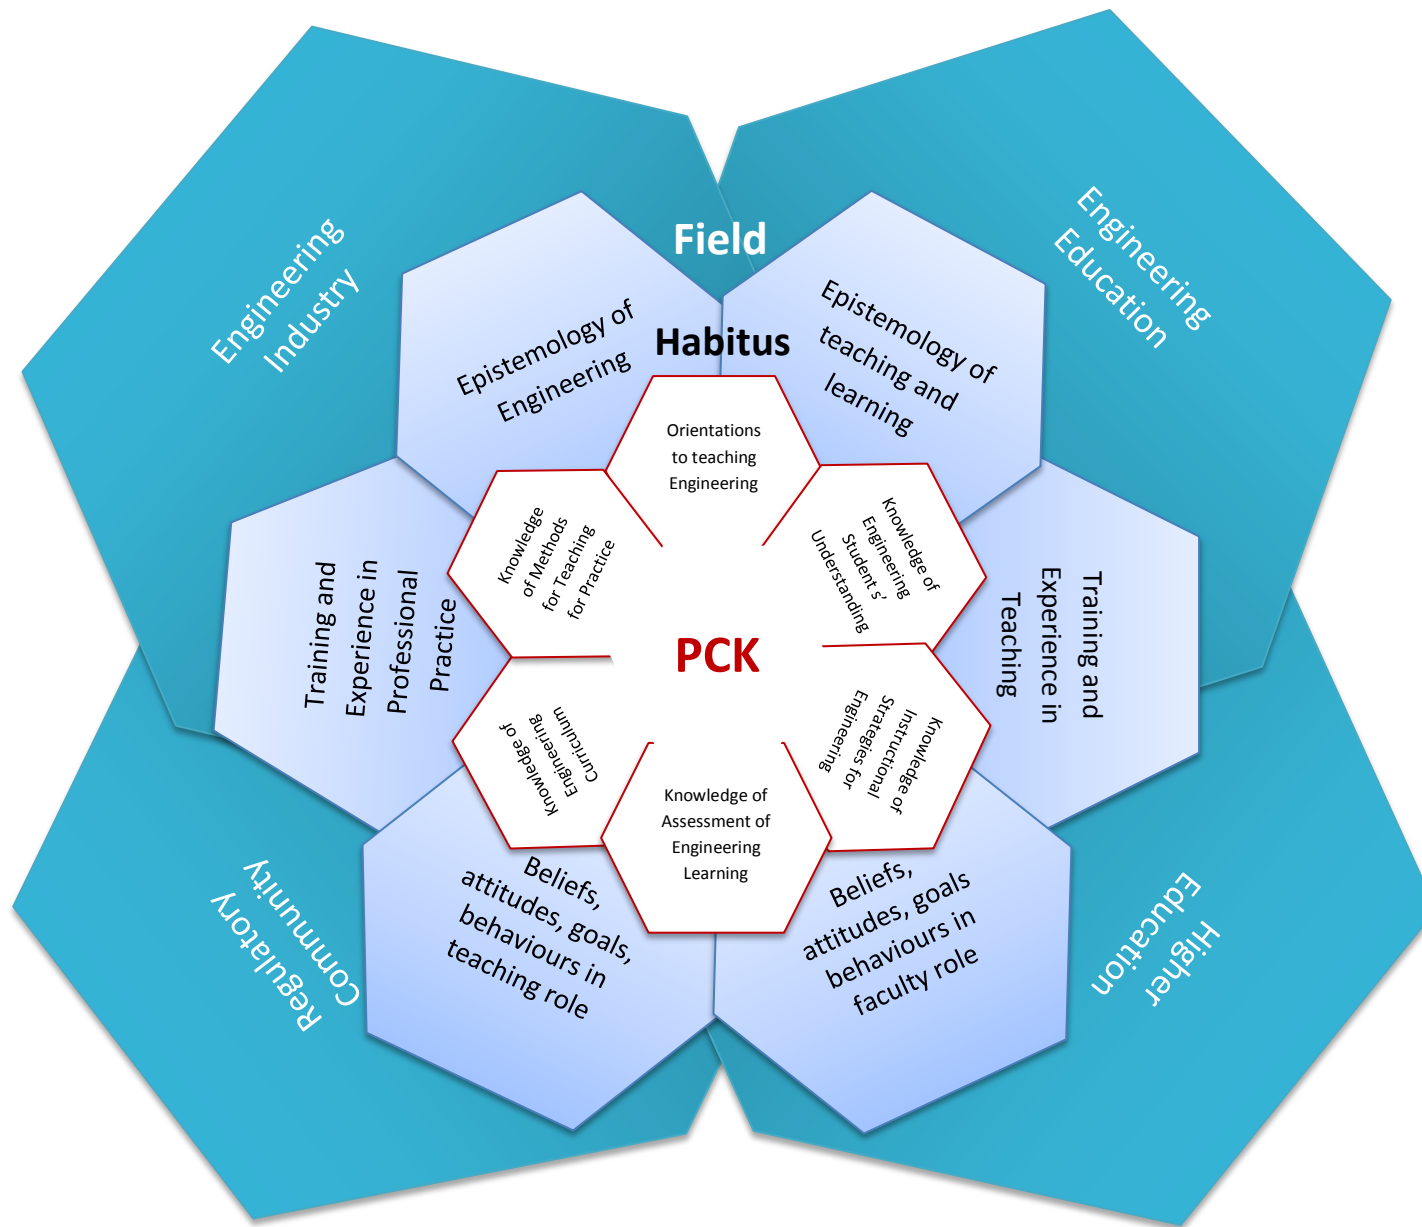 Field
Engineering
Industry
Engineering
Education
Habitus
Epistemology of
Engineering
Epistemology of
teaching and
learning
Orientations
to teaching
Engineering
Knowledge
of Methods
for Teaching
for Practice
Knowledge of
Engineering
Student s’
Understanding
Training and
Experience in
Professional
Practice
Training and
Experience in
Teaching
PCK
Knowledge of
Engineering
Curriculum
Knowledge of
Instructional
Strategies for
Engineering
Knowledge of
Assessment of
Engineering
Learning
Beliefs,
attitudes, goals,
behaviours in
teaching role
Beliefs,
attitudes, goals
behaviours in
faculty role
Regulatory
Community
Higher
Education